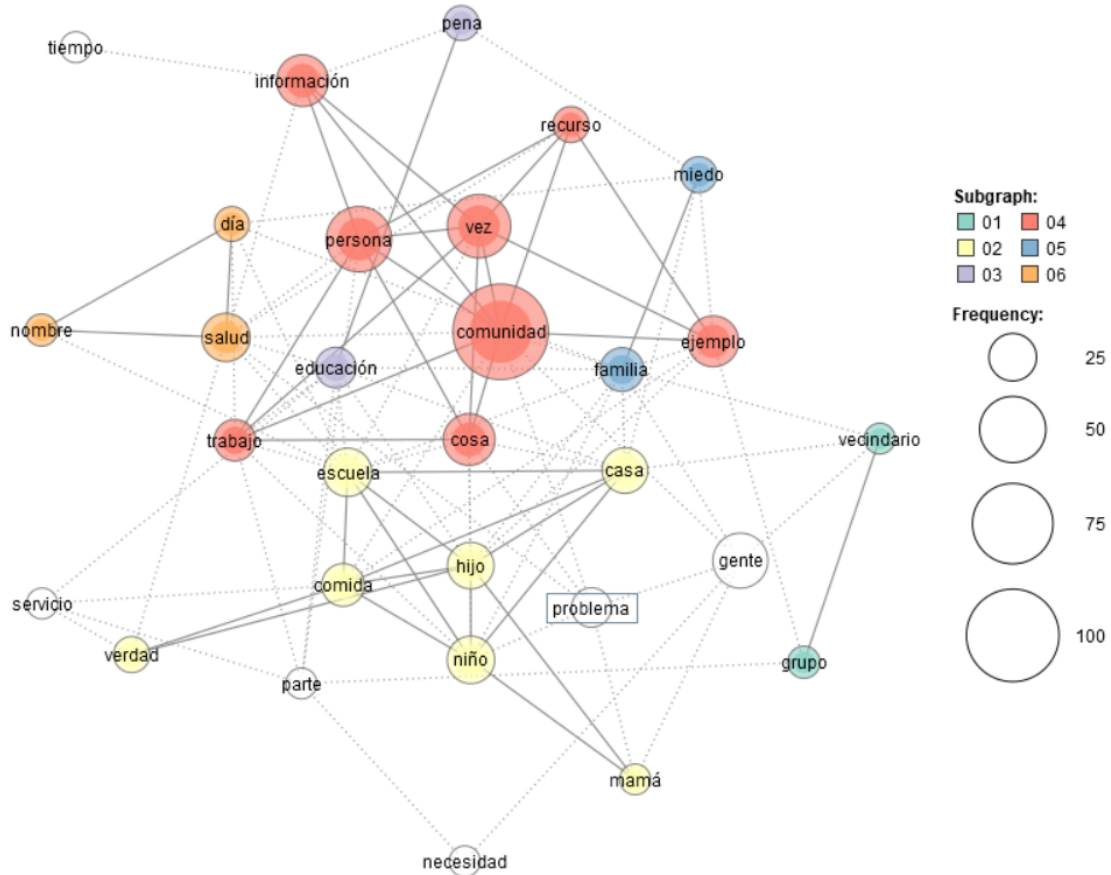 pena
tiempo
información
recurso
miedo
día
persona
vez
nombre
salud
comunidad
ejemplo
educación
familia
trabajo
cosa
vecindario
escuela
casa
gente
comida
hijo
servicio
problema
verdad
niño
grupo
parte
mamá
necesidad
Subgraph:
01 04
02 05
03 06
Frequency:
25
50
75
100